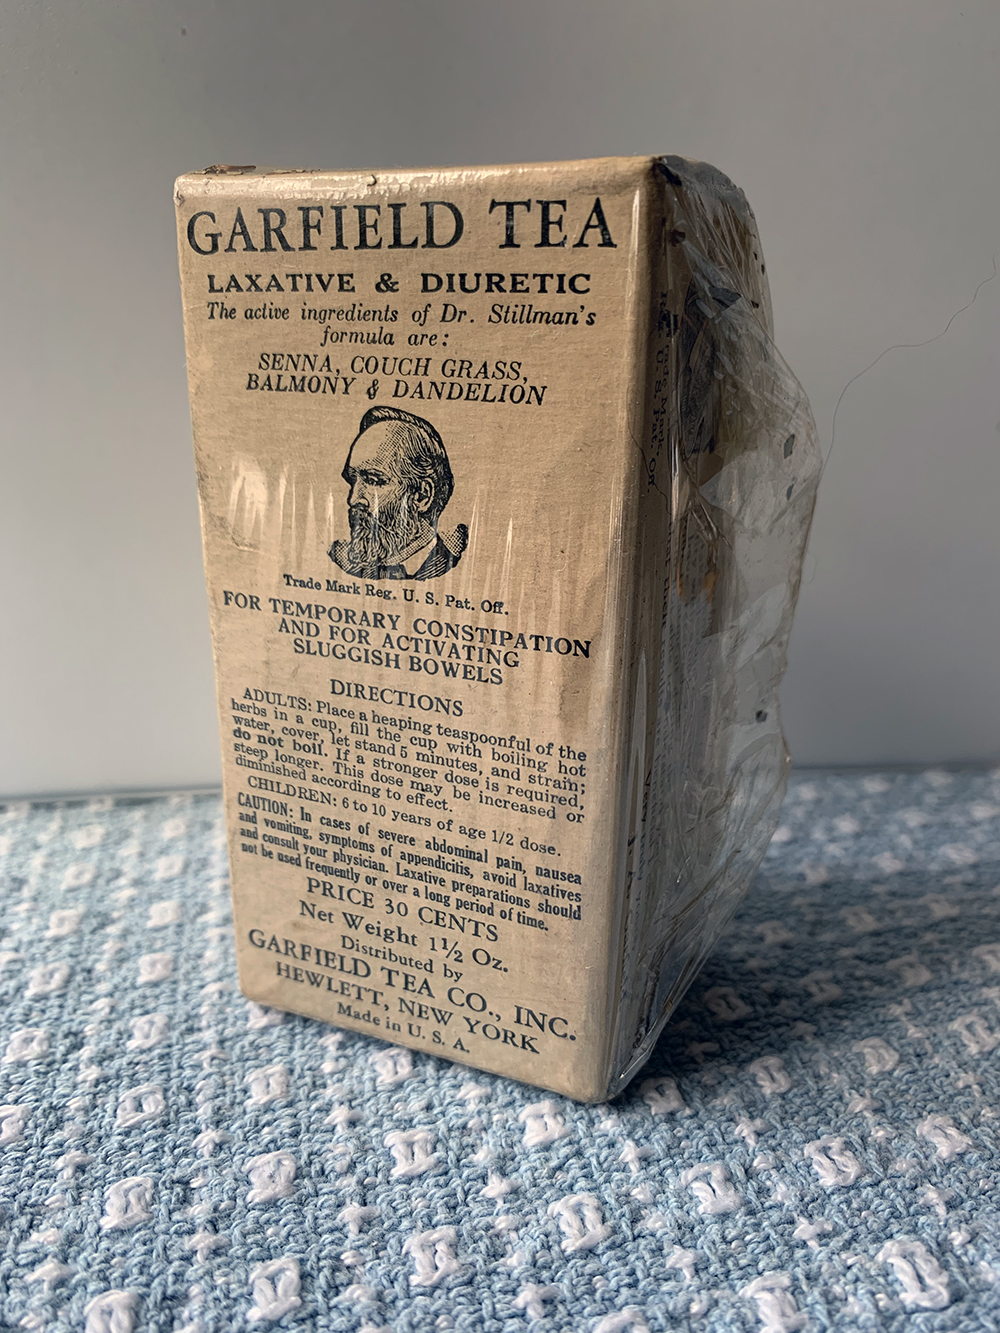 GARFIELD TEA
LAXATIVE & DIURETIC
The active ingredients of Dr. Stillman's
formula are:
SENNA, COUCH GRASS,
BALMONY & DANDELION
Trade Mark Reg. U. S. Pat. Off.
FOR TEMPORARY CONSTIPATION
AND FOR ACTIVATING
SLUGGISH BOWELS
DIRECTIONS
ADULTS: Place a heaping teaspoonful of the
herbs in a cup, fill the cup with boiling hot
water, cover, let stand 5 minutes, and strain;
do not boil. If a stronger dose is required,
steep longer. This dose may be increased or
diminished according to effect.
CHILDREN: 6 to 10 years of age 1/2 dose.
CAUTION: In cases of severe abdominal pain, nausea
and vomiting, symptoms of appendicitis, avoid laxatives
and consult your physician. Laxative preparations should
not be used frequently or over a long period of time.
PRICE 30 CENTS
Net Weight 1½ Oz.
Distributed by
GARFIELD TEA CO., INC.
HEWLETT, NEW YORK
Made in U. S. A.